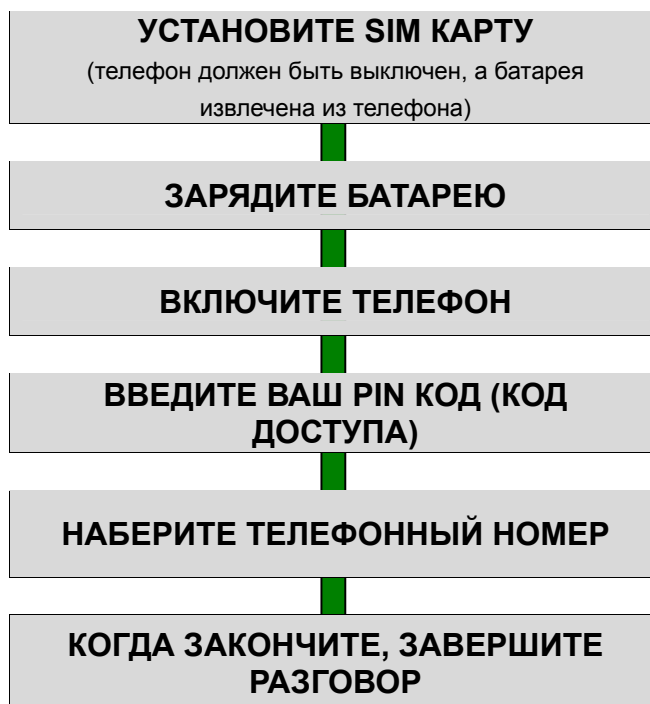 УСТАНОВИТЕ SIM КАРТУ
(телефон должен быть выключен, а батарея
извлечена из телефона)
ЗАРЯДИТЕ БАТАРЕЮ
ВКЛЮЧИТЕ ТЕЛЕФОН
ВВЕДИТЕ ВАШ PIN КОД (КОД
ДОСТУПА)
НАБЕРИТЕ ТЕЛЕФОННЫЙ НОМЕР
КОГДА ЗАКОНЧИТЕ, ЗАВЕРШИТЕ
РАЗГОВОР